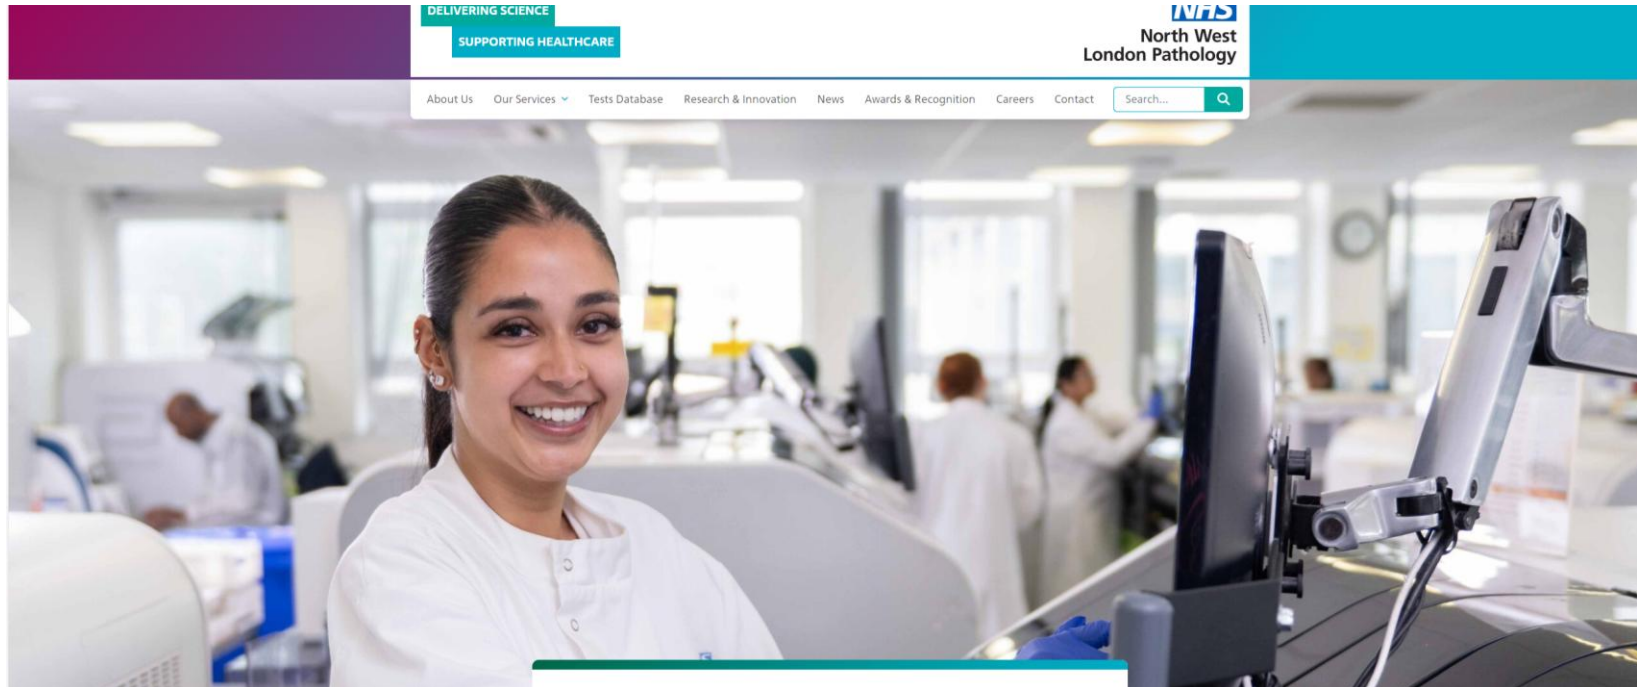 DELIVERING SCIENCE
SUPPORTING HEALTHCARE
NHS
North West
London Pathology
About Us Our Services Tests Database Research & Innovation News Awards & Recognition Careers Contact Search...